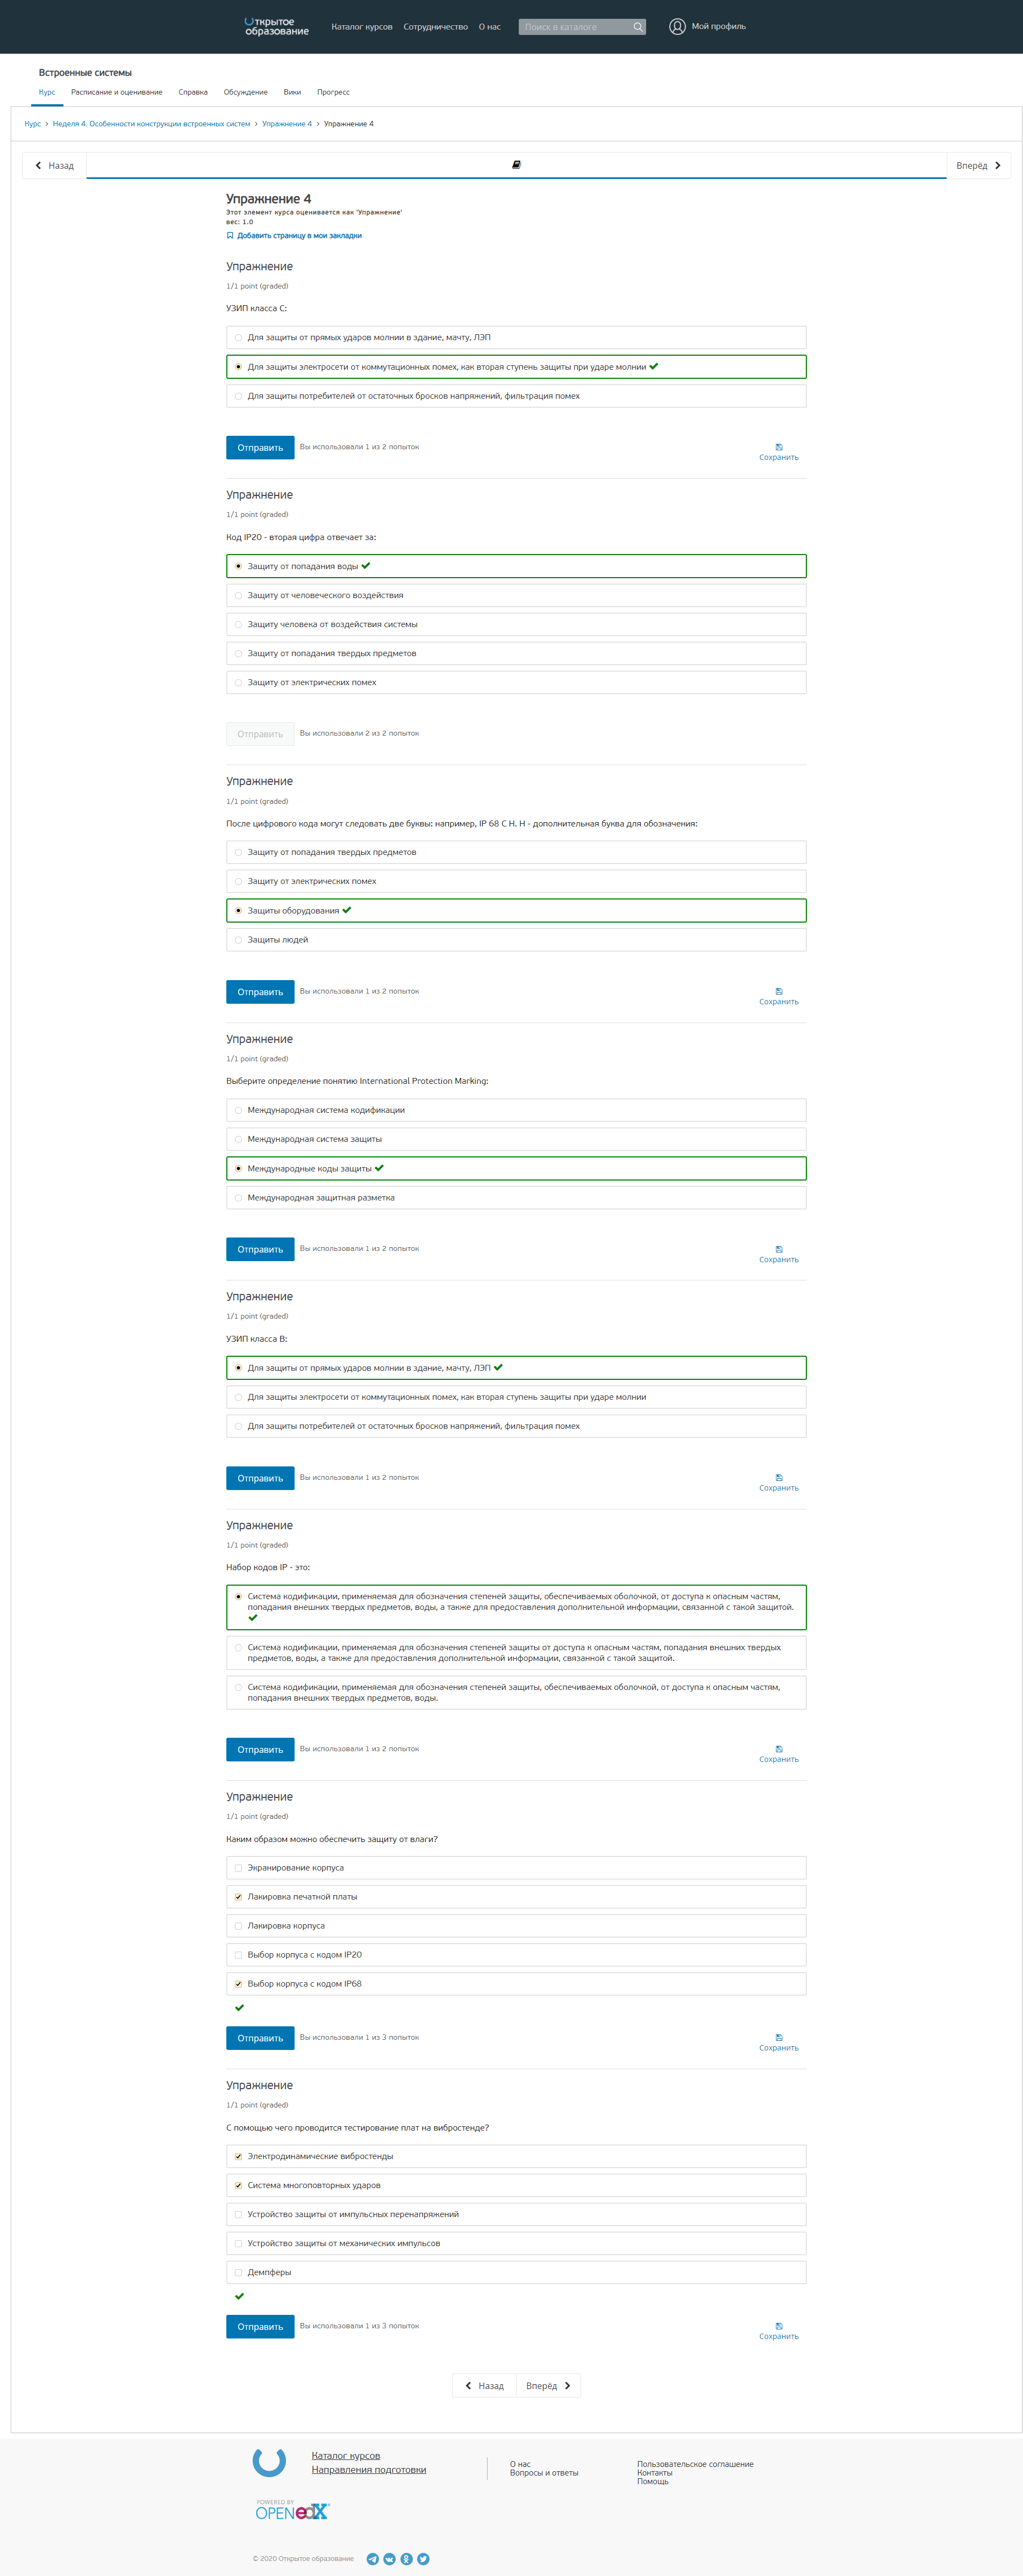 Открытое
образование
Каталог курсов Сотрудничество О нас Поиск в каталоге Мой профиль
Встроенные системы
Курс Расписание и оценивание Справка Обсуждение Вики Прогресс
Курс > Неделя 4. Особенности конструкции встроенных систем > Упражнение 4 > Упражнение 4
Назад Вперёд
Упражнение 4
Этот элемент курса оценивается как 'Упражнение'
вес: 1.0
Добавить страницу в мои закладки
Упражнение
1/1 point (graded)
УЗИП класса C:
Для защиты от прямых ударов молнии в здание, мачту, ЛЭП
Для защиты электросети от коммутационных помех, как вторая ступень защиты при ударе молнии
Для защиты потребителей от остаточных бросков напряжений, фильтрация помех
Отправить Вы использовали 1 из 2 попыток
Сохранить
Упражнение
1/1 point (graded)
Код IP20 - вторая цифра отвечает за:
Защиту от попадания воды
Защиту от человеческого воздействия
Защиту человека от воздействия системы
Защиту от попадания твердых предметов
Защиту от электрических помех
Отправить Вы использовали 2 из 2 попыток
Упражнение
1/1 point (graded)
После цифрового кода могут следовать две буквы: например, IP 68 C H. H - дополнительная буква для обозначения:
Защиту от попадания твердых предметов
Защиту от электрических помех
Защиты оборудования
Защиты людей
Отправить Вы использовали 1 из 2 попыток
Сохранить
Упражнение
1/1 point (graded)
Выберите определение понятию International Protection Marking:
Международная система кодификации
Международная система защиты
Международные коды защиты
Международная защитная разметка
Отправить Вы использовали 1 из 2 попыток
Сохранить
Упражнение
1/1 point (graded)
УЗИП класса B:
Для защиты от прямых ударов молнии в здание, мачту, ЛЭП
Для защиты электросети от коммутационных помех, как вторая ступень защиты при ударе молнии
Для защиты потребителей от остаточных бросков напряжений, фильтрация помех
Отправить Вы использовали 1 из 2 попыток
Сохранить
Упражнение
1/1 point (graded)
Набор кодов IP - это:
Система кодификации, применяемая для обозначения степеней защиты, обеспечиваемых оболочкой, от доступа к опасным частям,
попадания внешних твердых предметов, воды, а также для предоставления дополнительной информации, связанной с такой защитой.
Система кодификации, применяемая для обозначения степеней защиты от доступа к опасным частям, попадания внешних твердых
предметов, воды, а также для предоставления дополнительной информации, связанной с такой защитой.
Система кодификации, применяемая для обозначения степеней защиты, обеспечиваемых оболочкой, от доступа к опасным частям,
попадания внешних твердых предметов, воды.
Отправить Вы использовали 1 из 2 попыток
Сохранить
Упражнение
1/1 point (graded)
Каким образом можно обеспечить защиту от влаги?
Экранирование корпуса
Лакировка печатной платы
Лакировка корпуса
Выбор корпуса с кодом IP20
Выбор корпуса с кодом IP68
Отправить Вы использовали 1 из 3 попыток
Сохранить
Упражнение
1/1 point (graded)
С помощью чего проводится тестирование плат на вибростенде?
Электродинамические вибростенды
Система многоповторных ударов
Устройство защиты от импульсных перенапряжений
Устройство защиты от механических импульсов
Демпферы
Отправить Вы использовали 1 из 3 попыток
Сохранить
Назад Вперёд
Каталог курсов
Направления подготовки
О нас
Вопросы и ответы
Пользовательское соглашение
Контакты
Помощь
POWERED BY
OPEN edX
© 2020 Открытое образование